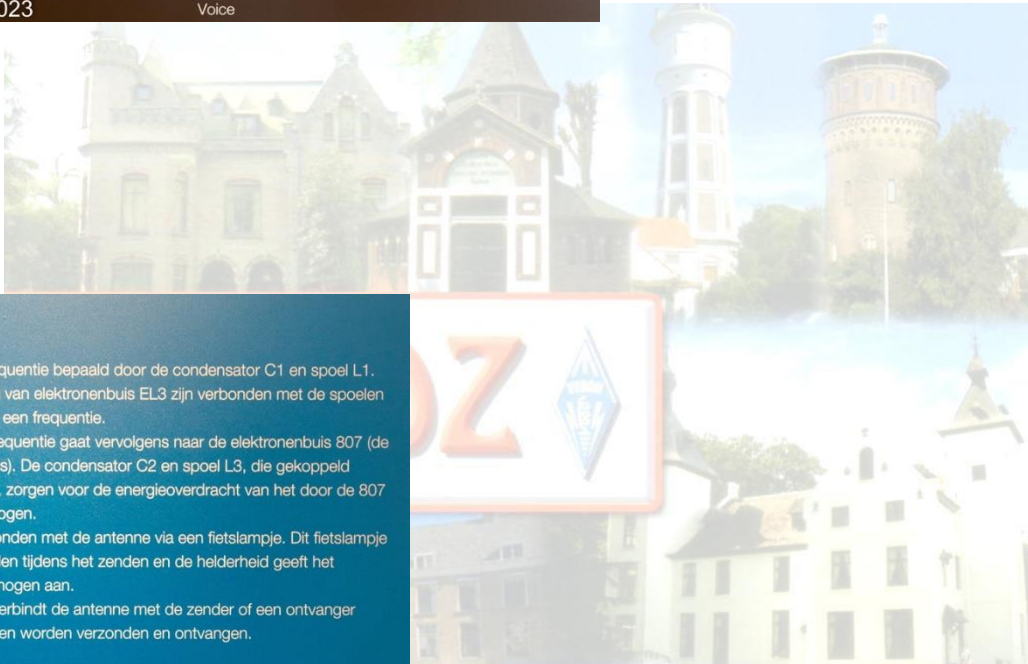 023
Voice
OZ
quentie bepaald door de condensator C1 en spoel L1.
van elektronenbuis EL3 zijn verbonden met de spoelen
een frequentie.
equentie gaat vervolgens naar de elektronenbuis 807 (de
s). De condensator C2 en spoel L3, die gekoppeld
zorgen voor de energieoverdracht van het door de 807
ogen.
nden met de antenne via een fietslampje. Dit fietslampje
en tijdens het zenden en de helderheid geeft het
nogen aan.
erbindt de antenne met de zender of een ontvanger
en worden verzonden en ontvangen.